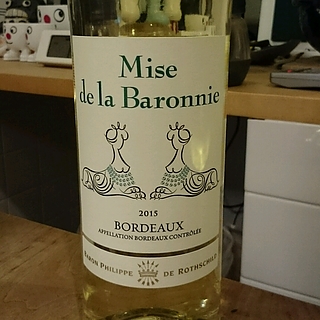 Mise
de la Baronnie
2015
BORDEAUX
APPELLATION BORDEAUX CONTRÔLÉE
BARON PHILIPPE DE ROTHSCHILD